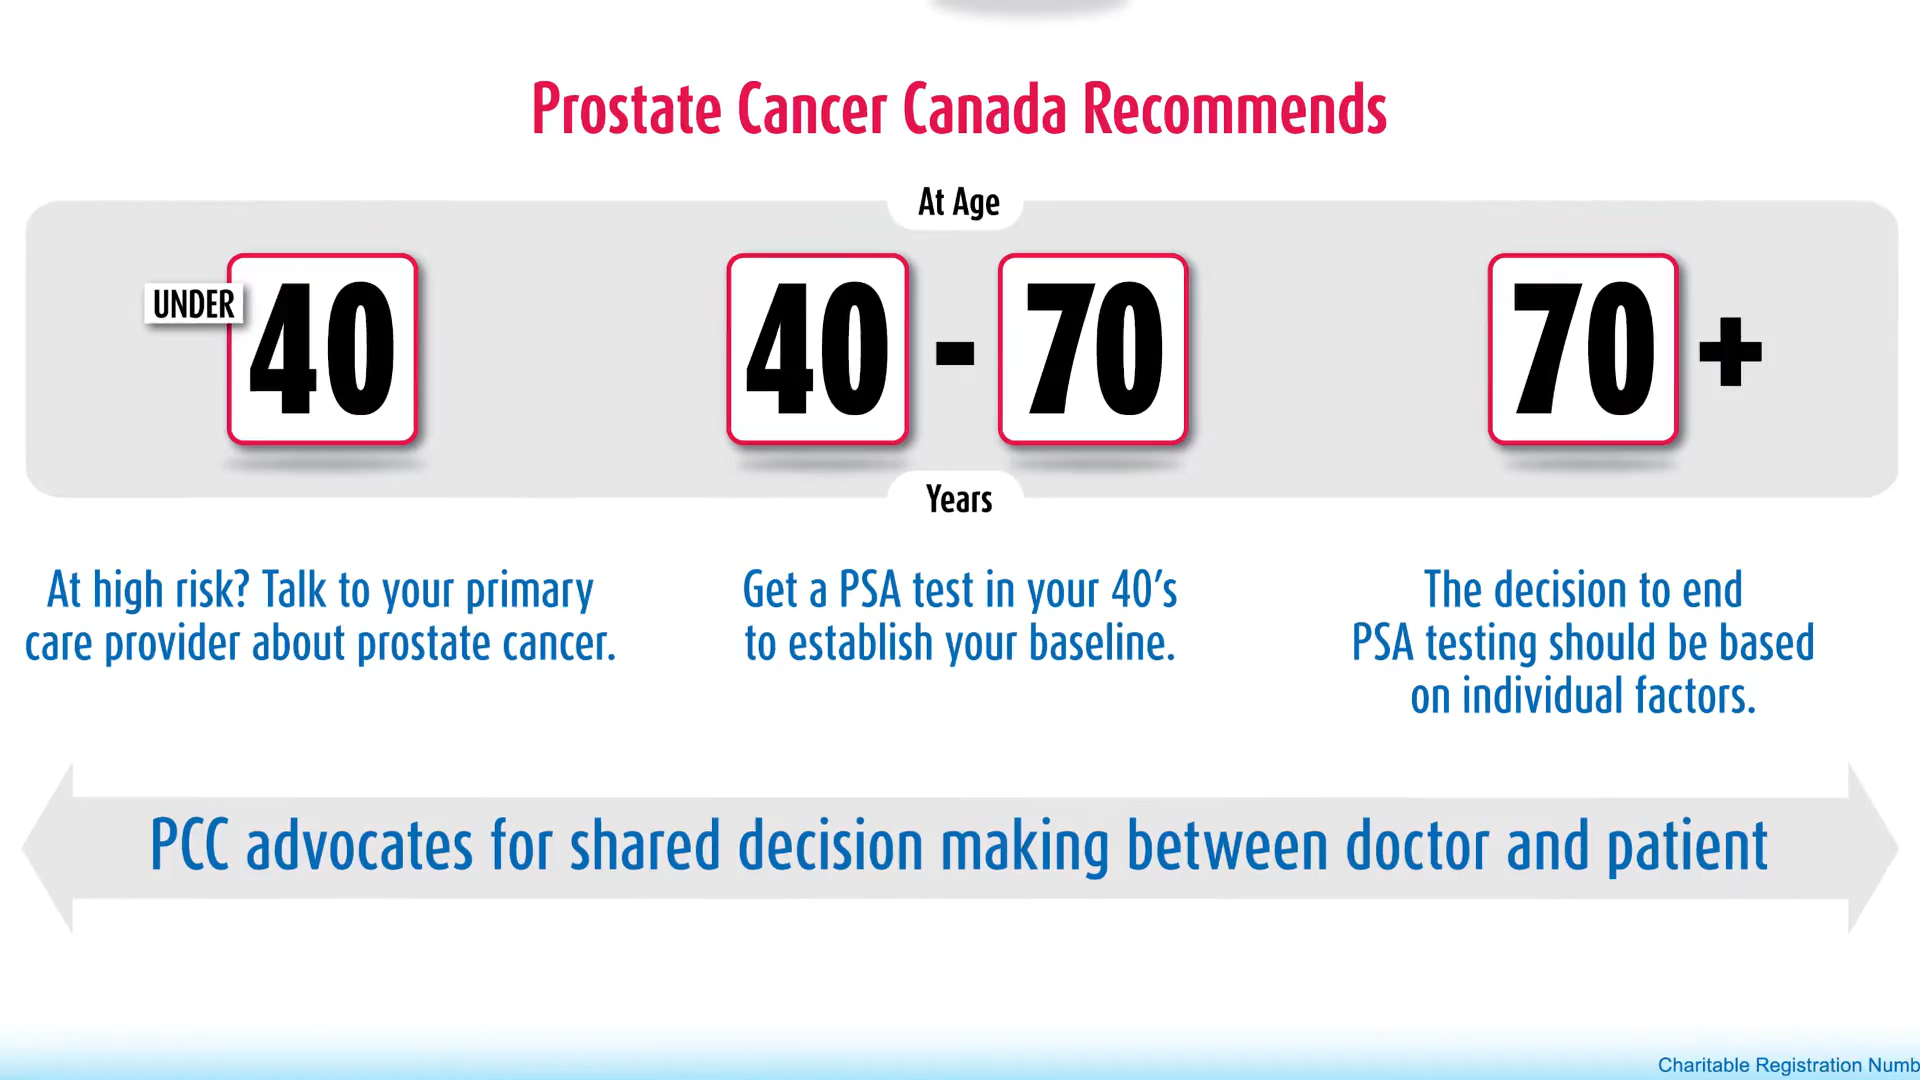 Prostate Cancer Canada Recommends
At Age
UNDER
40
40 - 70
70 +
Years
At high risk? Talk to your primary
care provider about prostate cancer.
Get a PSA test in your 40's
to establish your baseline.
The decision to end
PSA testing should be based
on individual factors.
PCC advocates for shared decision making between doctor and patient
Charitable Registration Numb